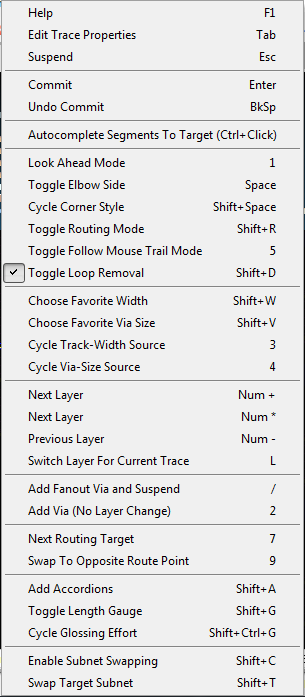 Help F1
Edit Trace Properties Tab
Suspend Esc
Commit Enter
Undo Commit BkSp
Autocomplete Segments To Target (Ctrl+Click)
Look Ahead Mode 1
Toggle Elbow Side Space
Cycle Corner Style Shift+Space
Toggle Routing Mode Shift+R
Toggle Follow Mouse Trail Mode 5
Toggle Loop Removal Shift+D
Choose Favorite Width Shift+W
Choose Favorite Via Size Shift+V
Cycle Track-Width Source 3
Cycle Via-Size Source 4
Next Layer Num +
Next Layer Num *
Previous Layer Num -
Switch Layer For Current Trace L
Add Fanout Via and Suspend /
Add Via (No Layer Change) 2
Next Routing Target 7
Swap To Opposite Route Point 9
Add Accordions Shift+A
Toggle Length Gauge Shift+G
Cycle Glossing Effort Shift+Ctrl+G
Enable Subnet Swapping Shift+C
Swap Target Subnet Shift+T